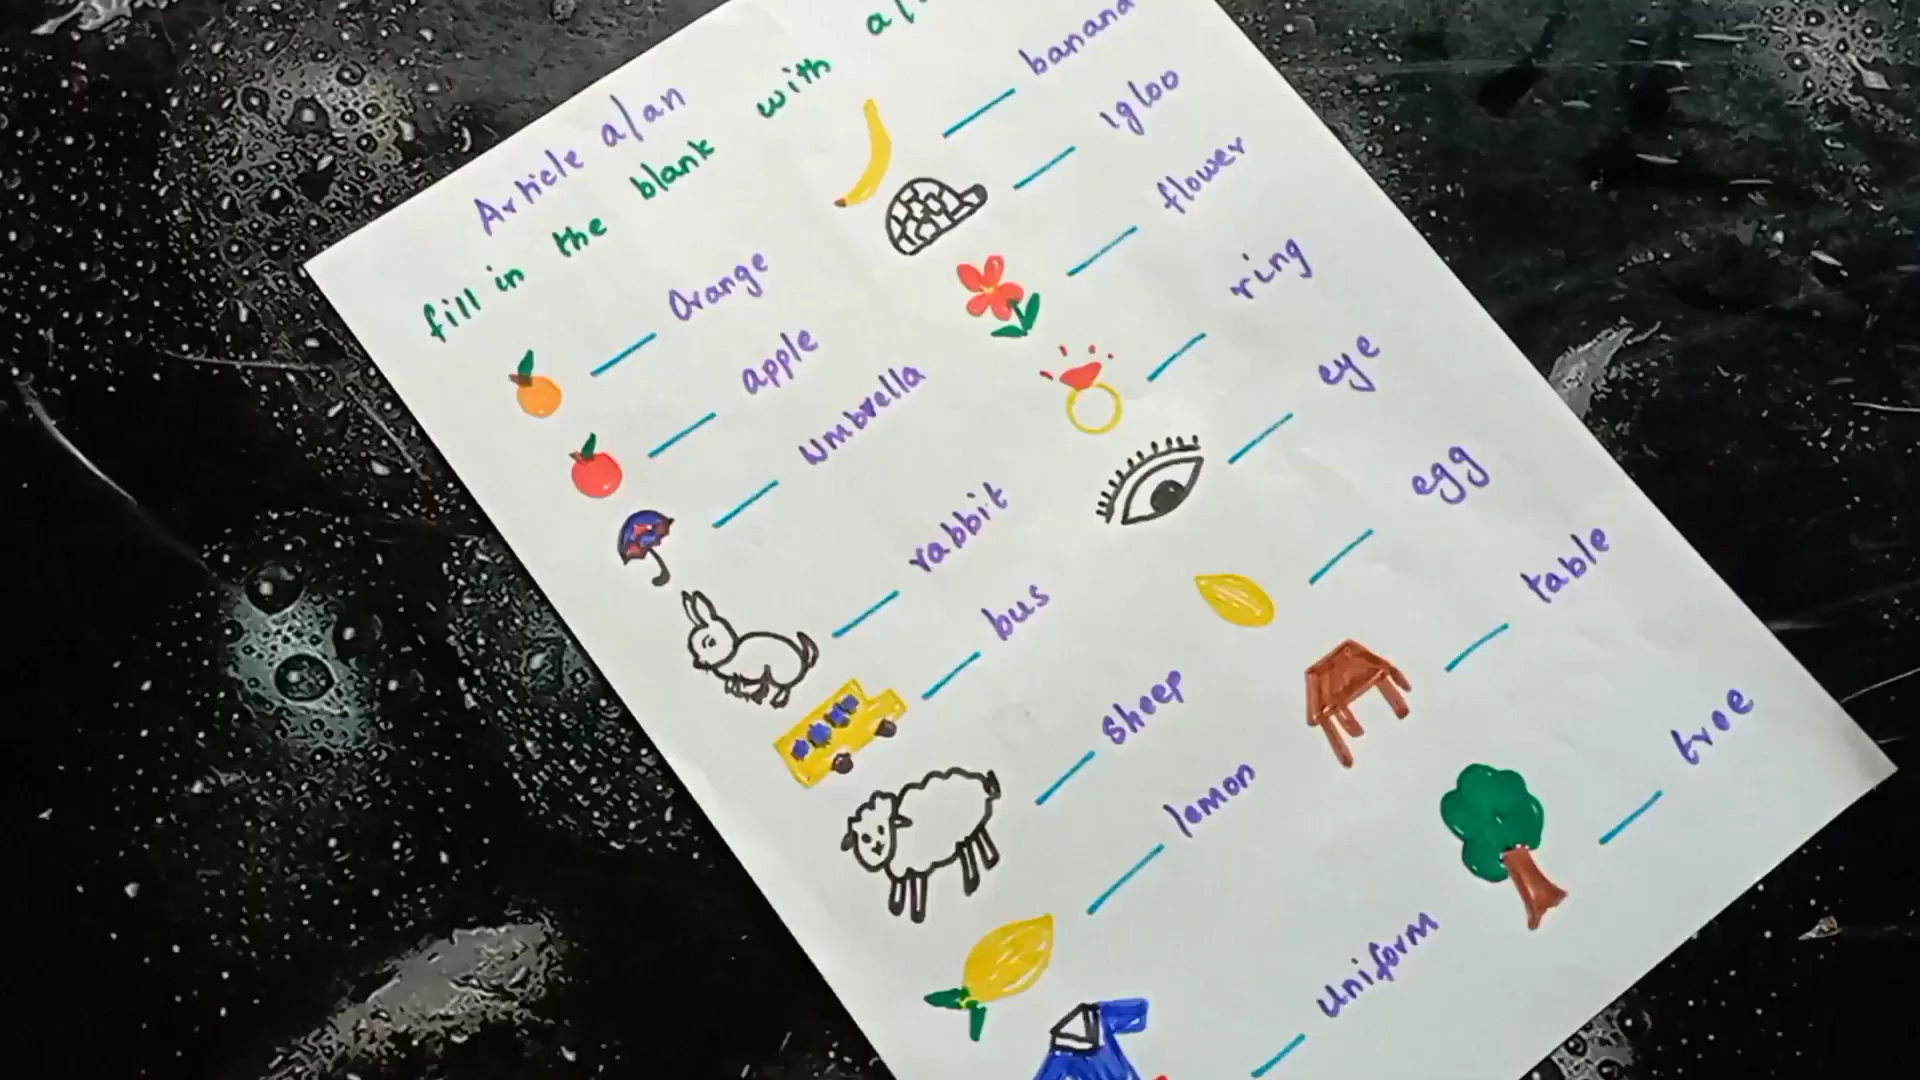 Article a/an
fill in the blank with a/
Orange
apple
Umbrella
rabbit
bus
sheep
lemon
uniform
banana
igloo
flower
ring
eye
egg
table
tree